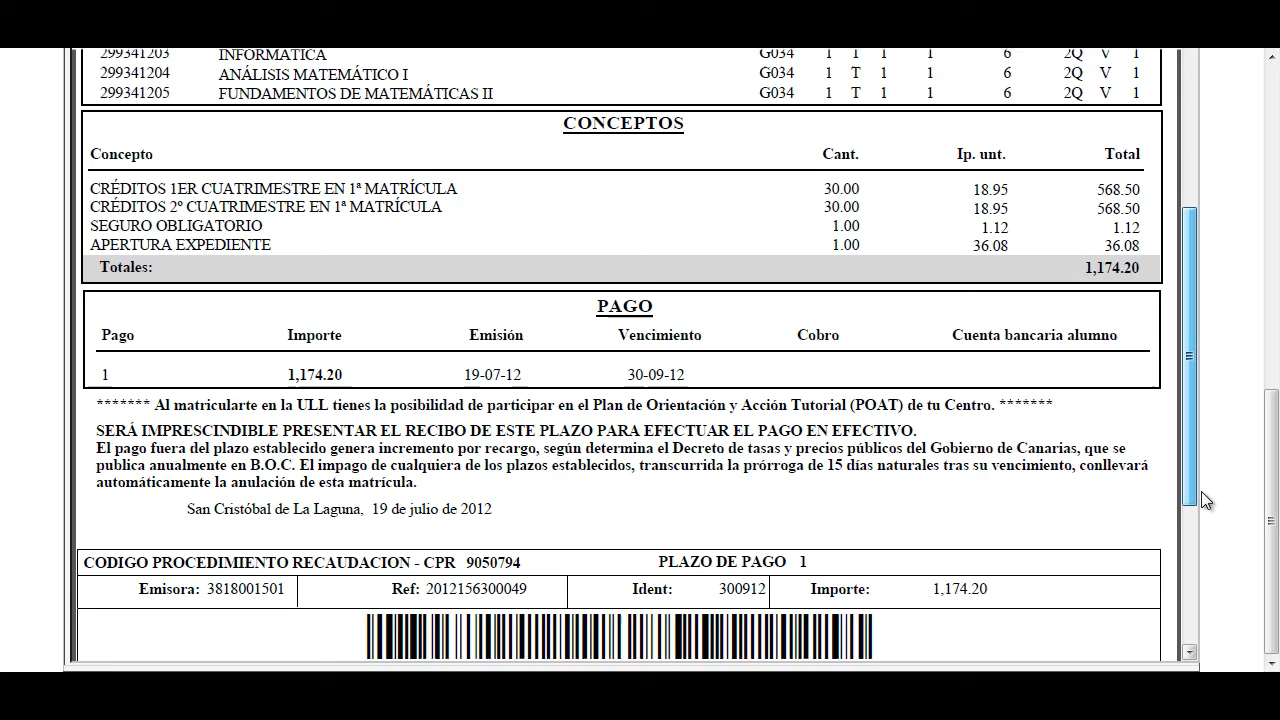 299341203 INFORMÁTICA G034 1 T 1 1 6 2Q V 1
299341204 ANÁLISIS MATEMÁTICO I G034 1 T 1 1 6 2Q V 1
299341205 FUNDAMENTOS DE MATEMÁTICAS II G034 1 T 1 1 6 2Q V 1
CONCEPTOS
Concepto Cant. Ip. unt. Total
CRÉDITOS 1ER CUATRIMESTRE EN 1ª MATRÍCULA 30.00 18.95 568.50
CRÉDITOS 2º CUATRIMESTRE EN 1ª MATRÍCULA 30.00 18.95 568.50
SEGURO OBLIGATORIO 1.00 1.12 1.12
APERTURA EXPEDIENTE 1.00 36.08 36.08
Totales: 1,174.20
PAGO
Pago Importe Emisión Vencimiento Cobro Cuenta bancaria alumno
1 1,174.20 19-07-12 30-09-12
******* Al matricularte en la ULL tienes la posibilidad de participar en el Plan de Orientación y Acción Tutorial (POAT) de tu Centro. *******
SERÁ IMPRESCINDIBLE PRESENTAR EL RECIBO DE ESTE PLAZO PARA EFECTUAR EL PAGO EN EFECTIVO.
El pago fuera del plazo establecido genera incremento por recargo, según determina el Decreto de tasas y precios públicos del Gobierno de Canarias, que se
publica anualmente en B.O.C. El impago de cualquiera de los plazos establecidos, transcurrida la prórroga de 15 días naturales tras su vencimiento, conllevará
automáticamente la anulación de esta matrícula.
San Cristóbal de La Laguna, 19 de julio de 2012
CODIGO PROCEDIMIENTO RECAUDACION - CPR 9050794 PLAZO DE PAGO 1
Emisora: 3818001501 Ref: 2012156300049 Ident: 300912 Importe: 1,174.20